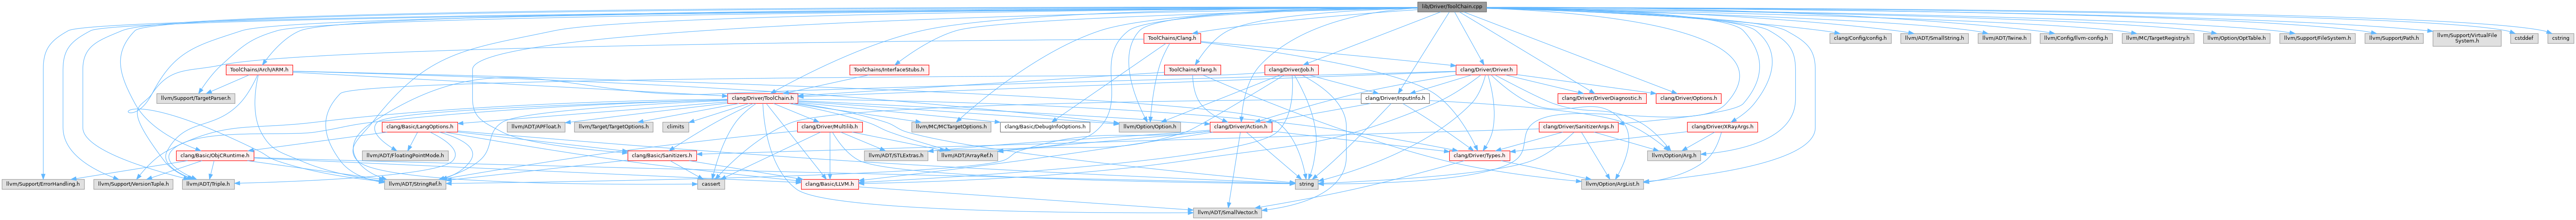 lib/Driver/ToolChain.cpp
ToolChains/Clang.h
clang/Config/config.h
llvm/ADT/SmallString.h
llvm/ADT/Twine.h
llvm/Config/llvm-config.h
llvm/MC/TargetRegistry.h
llvm/Option/OptTable.h
llvm/Support/FileSystem.h
llvm/Support/Path.h
llvm/Support/VirtualFile
System.h
cstddef
cstring
ToolChains/Arch/ARM.h
ToolChains/InterfaceStubs.h
ToolChains/Flang.h
clang/Driver/Job.h
clang/Driver/Driver.h
llvm/Support/TargetParser.h
clang/Driver/ToolChain.h
clang/Driver/InputInfo.h
clang/Driver/DriverDiagnostic.h
clang/Driver/Options.h
clang/Basic/LangOptions.h
llvm/ADT/APFloat.h
llvm/Target/TargetOptions.h
climits
clang/Driver/Multilib.h
llvm/MC/MCTargetOptions.h
clang/Basic/DebugInfoOptions.h
llvm/Option/Option.h
clang/Driver/Action.h
clang/Driver/SanitizerArgs.h
clang/Driver/XRayArgs.h
clang/Basic/ObjCRuntime.h
llvm/ADT/FloatingPointMode.h
clang/Basic/Sanitizers.h
llvm/ADT/STLExtras.h
llvm/ADT/ArrayRef.h
clang/Driver/Types.h
llvm/Option/Arg.h
llvm/Support/ErrorHandling.h
llvm/Support/VersionTuple.h
llvm/ADT/Triple.h
llvm/ADT/StringRef.h
cassert
clang/Basic/LLVM.h
string
llvm/Option/ArgList.h
llvm/ADT/SmallVector.h